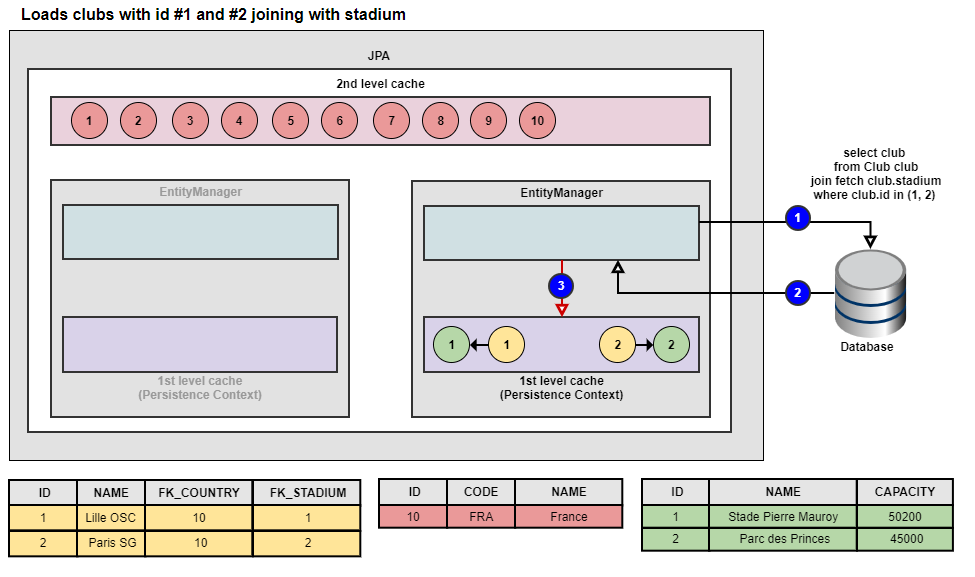 Loads clubs with id #1 and #2 joining with stadium
JPA
2nd level cache
1 2 3 4 5 6 7 8 9 10
EntityManager
1st level cache
(Persistence Context)
EntityManager
3
1 1 2 2
1st level cache
(Persistence Context)
select club
from Club club
join fetch club.stadium
where club.id in (1, 2)
1
2
Database
ID NAME FK_COUNTRY FK_STADIUM
1 Lille OSC 10 1
2 Paris SG 10 2
ID CODE NAME
10 FRA France
ID NAME CAPACITY
1 Stade Pierre Mauroy 50200
2 Parc des Princes 45000